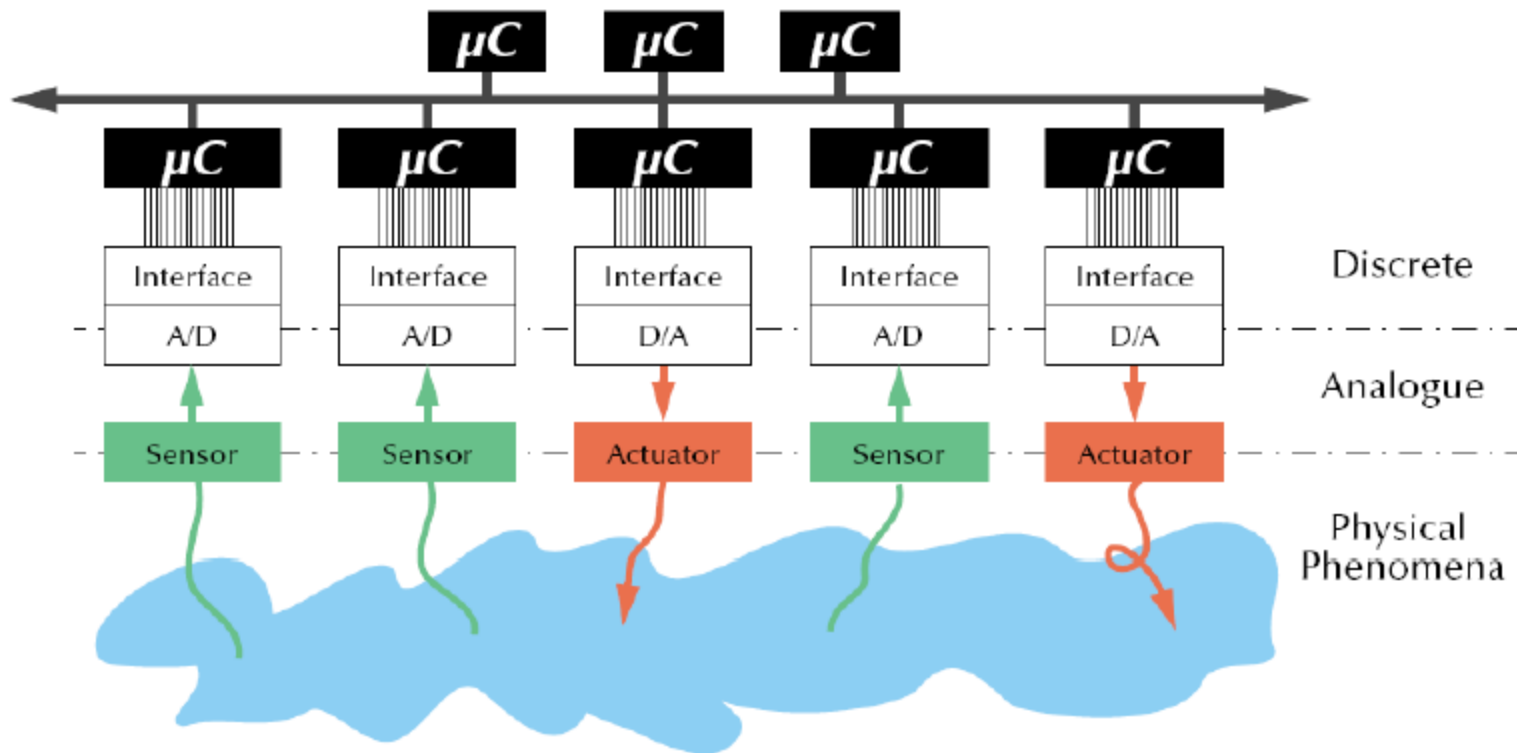 μC μC μC
μC μC μC μC μC
Interface Interface Interface Interface Interface
Discrete
A/D A/D D/A A/D D/A
Analogue
Sensor Sensor Actuator Sensor Actuator
Physical
Phenomena